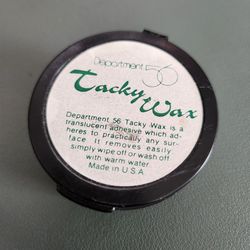 Department 56
Tacky Wax
Department 56 Tacky Wax is a
translucent adhesive which ad-
heres to practically any sur-
face. It removes easily
simply wipe off or wash off
with warm water.
Made in U.S.A